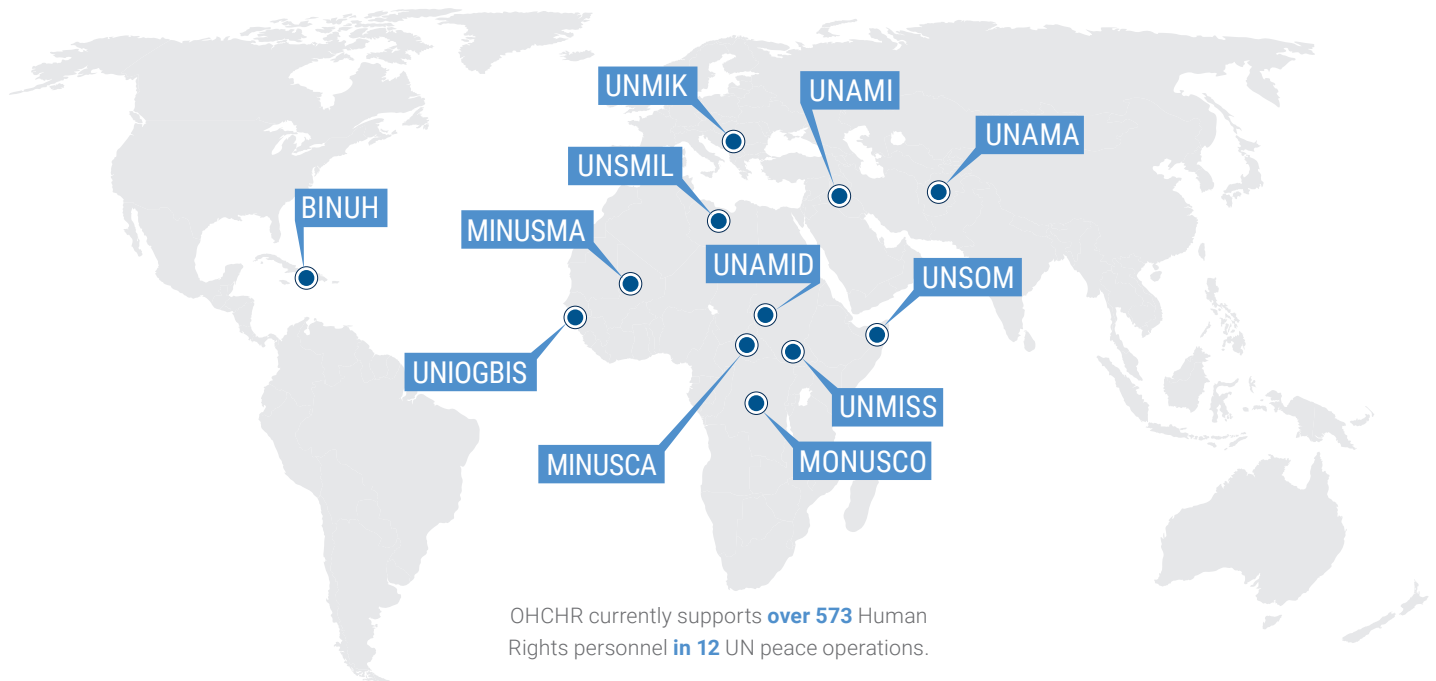 UNMIK
UNAMI
UNAMA
UNSMIL
BINUH
MINUSMA
UNAMID
UNSOM
UNIOGBIS
UNMISS
MINUSCA
MONUSCO
OHCHR currently supports over 573 Human
Rights personnel in 12 UN peace operations.